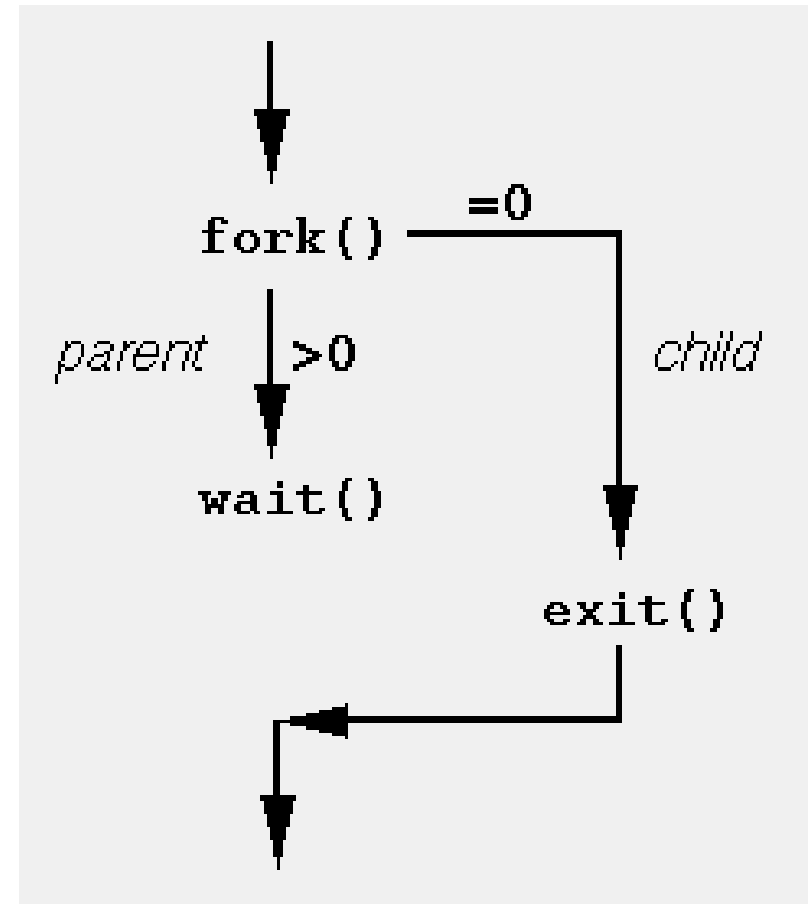 =0
fork()
parent
>0
child
wait()
exit()